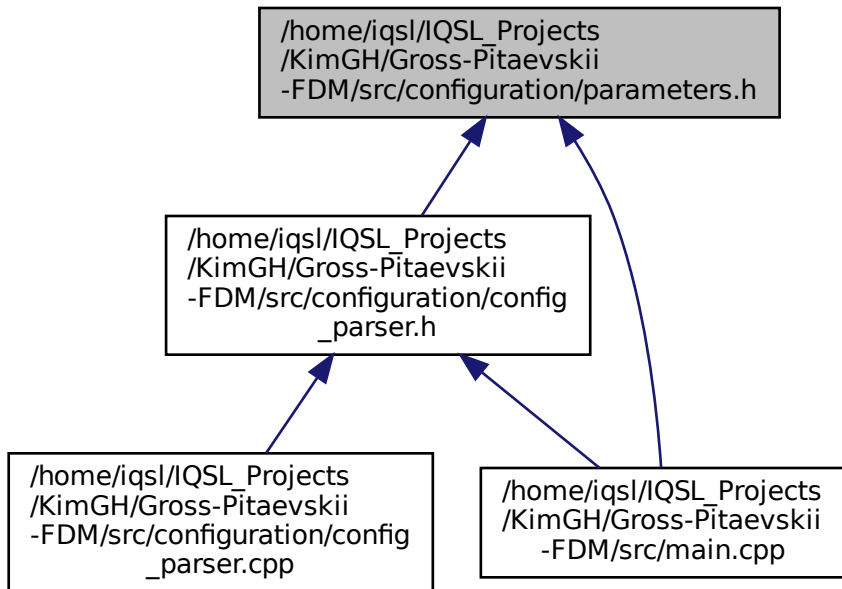 /home/iqsl/IQSL_Projects
/KimGH/Gross-Pitaevskii
-FDM/src/configuration/parameters.h
/home/iqsl/IQSL_Projects
/KimGH/Gross-Pitaevskii
-FDM/src/configuration/config
_parser.h
/home/iqsl/IQSL_Projects
/KimGH/Gross-Pitaevskii
-FDM/src/configuration/config
_parser.cpp
/home/iqsl/IQSL_Projects
/KimGH/Gross-Pitaevskii
-FDM/src/main.cpp